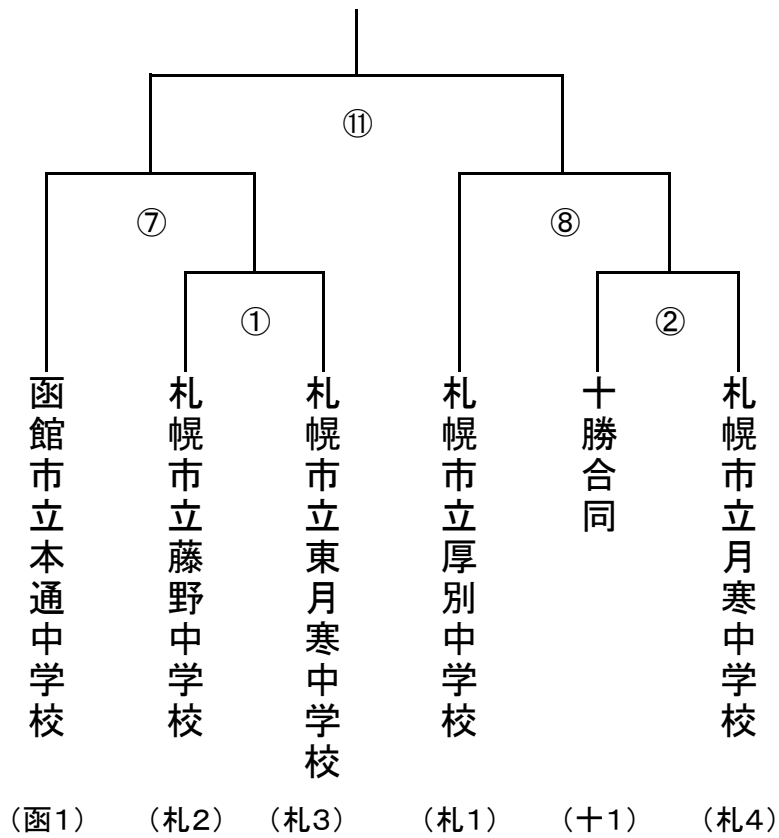 ⑪
⑦
⑧
①
②
函館市立本通中学校
札幌市立藤野中学校
札幌市立東月寒中学校
札幌市立厚別中学校
十勝合同
札幌市立月寒中学校
（函1）
（札2）
（札3）
（札1）
（十1）
（札4）